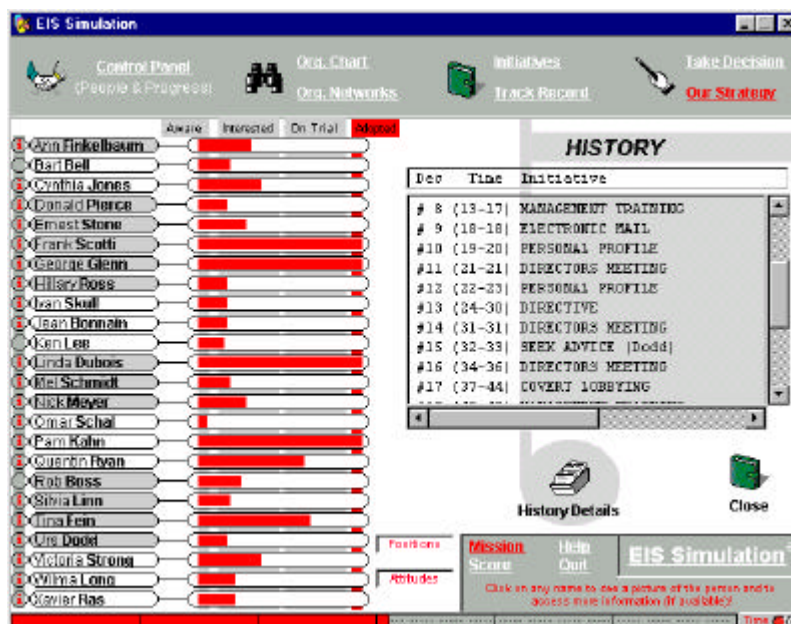 EIS Simulation
Control Panel
(People & Progress)
Org. Chart
Org. Networks
Initiatives
Track Record
Take Decision
Our Strategy
Aware Interested On Trial Adopted
Ann Finkelbaum
Bart Bell
Cynthia Jones
Donald Pierce
Ernest Stone
Frank Scotti
George Glenn
Hillary Ross
Ivan Skull
Jean Bonnain
Ken Lee
Linda Dubois
Mel Schmidt
Nick Meyer
Omar Schal
Pam Kahn
Quentin Ryan
Rob Boss
Silvia Linn
Tina Fein
Urs Dodd
Victoria Strong
Wilma Long
Xavier Ras
HISTORY
Dec Time Initiative
# 8 (13-17| MANAGEMENT TRAINING
# 9 (18-18| ELECTRONIC MAIL
#10 (19-20| PERSONAL PROFILE
#11 (21-21| DIRECTORS MEETING
#12 (22-23| PERSONAL PROFILE
#13 (24-30| DIRECTIVE
#14 (31-31| DIRECTORS MEETING
#15 (32-33| SEEK ADVICE |Dodd|
#16 (34-36| DIRECTORS MEETING
#17 (37-44| COVERT LOBBYING
History Details
Close
Positions
Attitudes
Mission
Score
Help
Quit
EIS Simulation
Click on any name to see a picture of the person and to
access more information (if available)!
Time